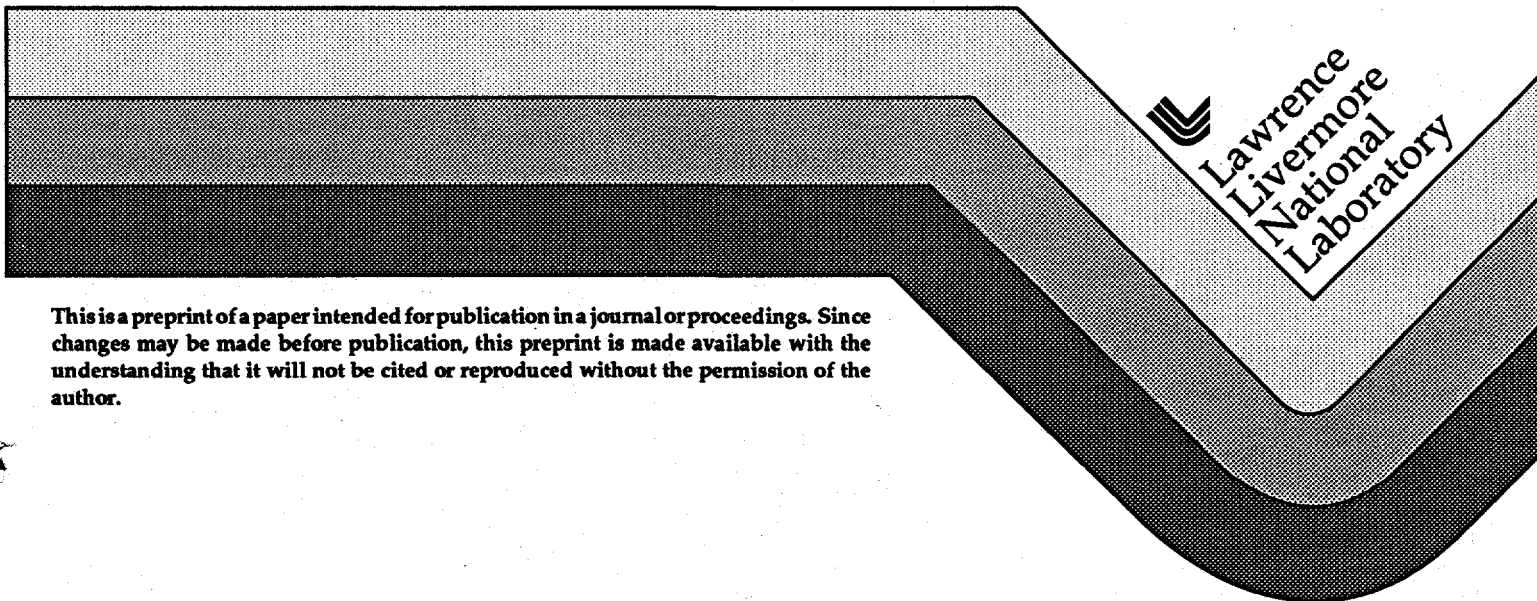 Lawrence
Livermore
National
Laboratory
This is a preprint of a paper intended for publication in a journal or proceedings. Since
changes may be made before publication, this preprint is made available with the
understanding that it will not be cited or reproduced without the permission of the
author.